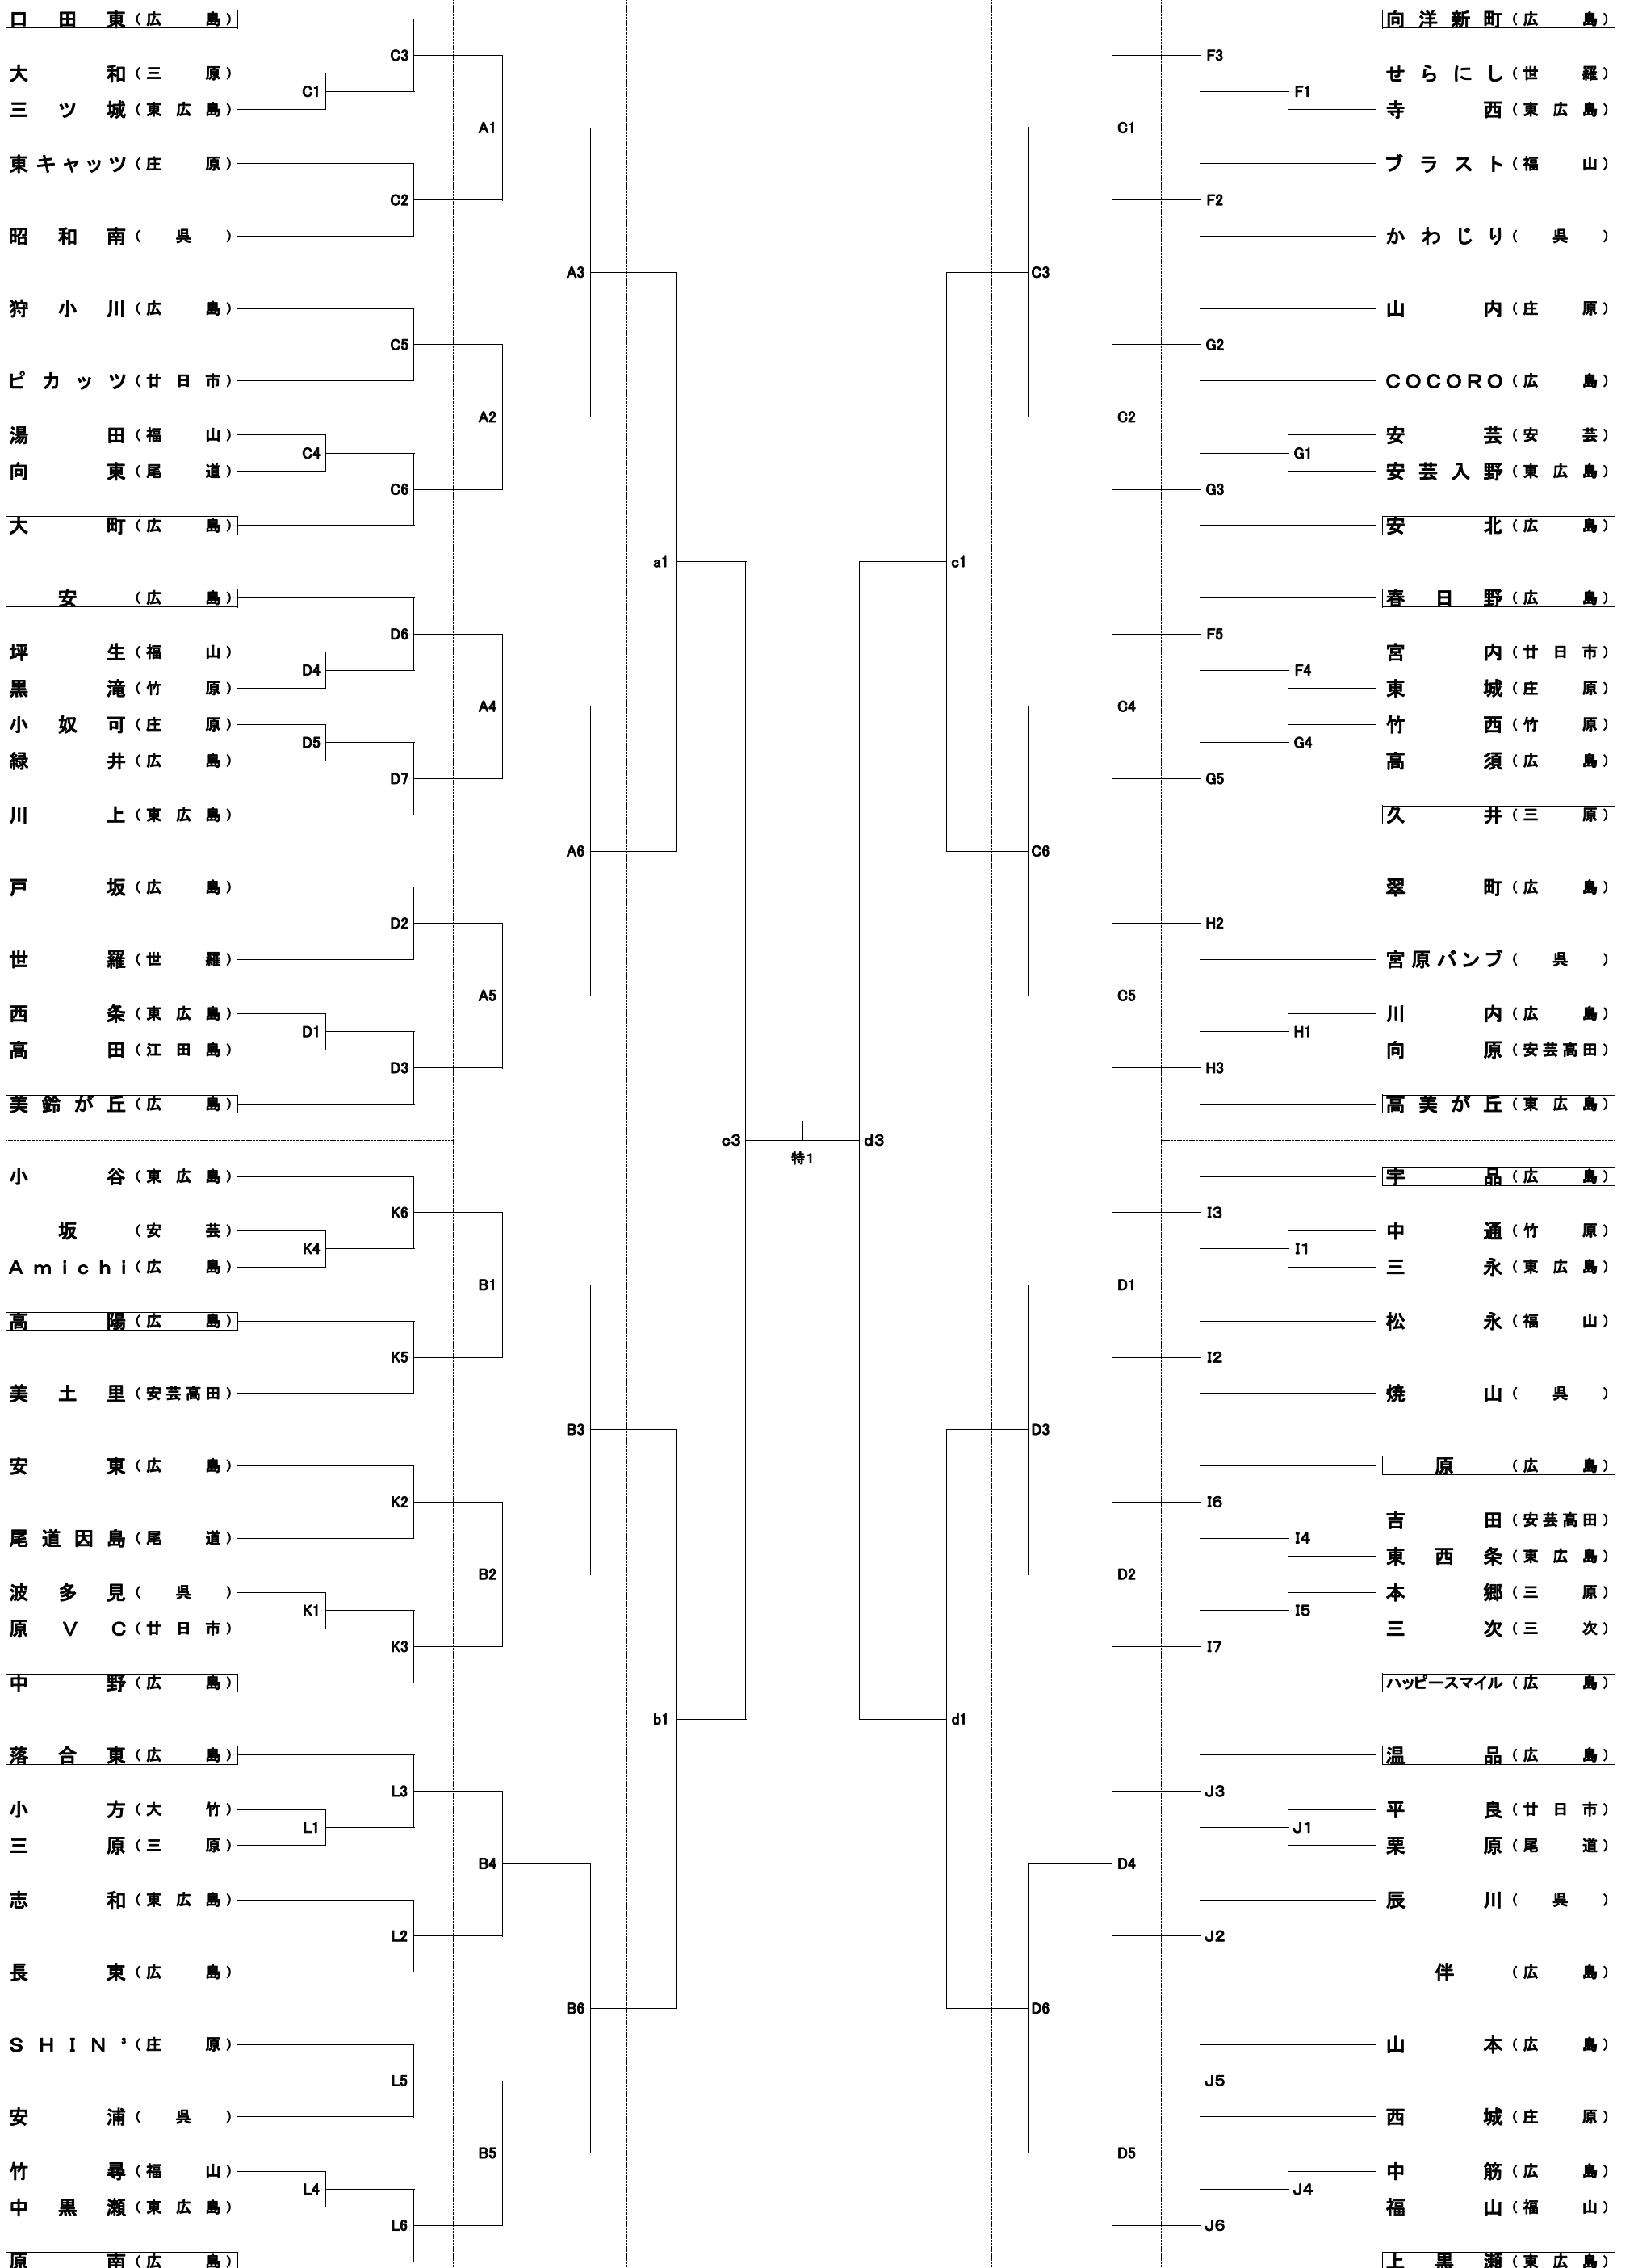 口田東（広島）
C3
大和（三原）
C1
三ツ城（東広島）
A1
東キャッツ（庄原）
C2
昭和南（呉）
A3
狩小川（広島）
C5
ピカッツ（廿日市）
A2
湯田（福山）
C4
向東（尾道）
C6
大町（広島）
a1
安（広島）
D6
坪生（福山）
D4
黒滝（竹原）
A4
小奴可（庄原）
D5
緑井（広島）
D7
川上（東広島）
A6
戸坂（広島）
D2
世羅（世羅）
A5
西条（東広島）
D1
高田（江田島）
D3
美鈴が丘（広島）
c3
小谷（東広島）
K6
坂（安芸）
K4
Amichi（広島）
B1
高陽（広島）
K5
美土里（安芸高田）
B3
安東（広島）
K2
尾道因島（尾道）
B2
波多見（呉）
K1
原VC（廿日市）
K3
中野（広島）
b1
落合東（広島）
L3
小方（大竹）
L1
三原（三原）
B4
志和（東広島）
L2
長束（広島）
B6
SHIN³（庄原）
L5
安浦（呉）
B5
竹尋（福山）
L4
中黒瀬（東広島）
L6
原南（広島）
特1
向洋新町（広島）
F3
せらにし（世羅）
F1
寺西（東広島）
C1
ブラスト（福山）
F2
かわじり（呉）
C3
山内（庄原）
G2
COCORO（広島）
C2
安芸（安芸）
G1
安芸入野（東広島）
G3
安北（広島）
c1
春日野（広島）
F5
宮内（廿日市）
F4
東城（庄原）
C4
竹西（竹原）
G4
高須（広島）
G5
久井（三原）
C6
翠町（広島）
H2
宮原バンブ（呉）
C5
川内（広島）
H1
向原（安芸高田）
H3
高美が丘（東広島）
d3
宇品（広島）
I3
中通（竹原）
I1
三永（東広島）
D1
松永（福山）
I2
焼山（呉）
D3
原（広島）
I6
吉田（安芸高田）
I4
東西条（東広島）
D2
本郷（三原）
I5
三次（三次）
I7
ハッピースマイル（広島）
d1
温品（広島）
J3
平良（廿日市）
J1
栗原（尾道）
D4
辰川（呉）
J2
伴（広島）
D6
山本（広島）
J5
西城（庄原）
D5
中筋（広島）
J4
福山（福山）
J6
上黒瀬（東広島）